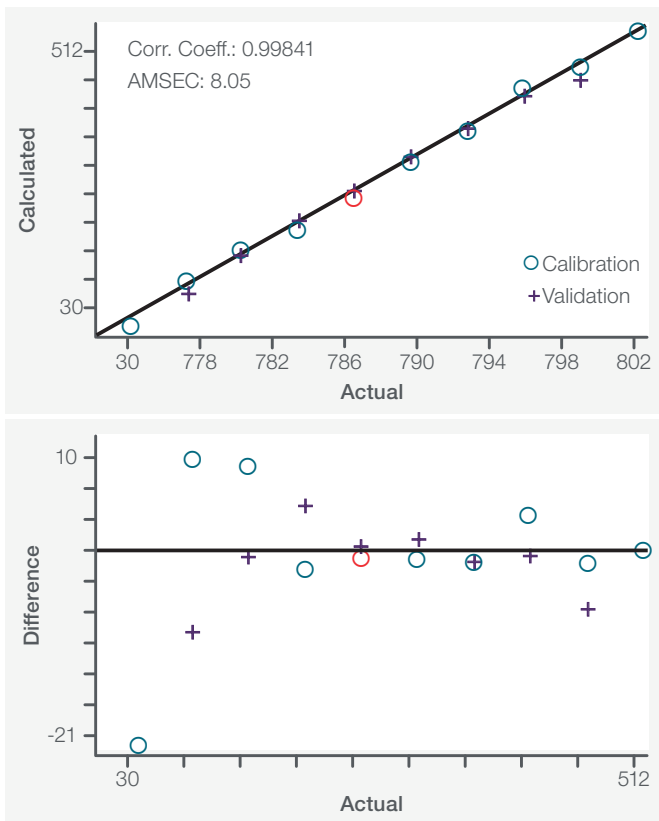 Corr. Coeff.: 0.99841
AMSEC: 8.05
512
30
Calculated
Calibration
Validation
30 778 782 786 790 794 798 802
Actual
10
-21
Difference
30 512
Actual